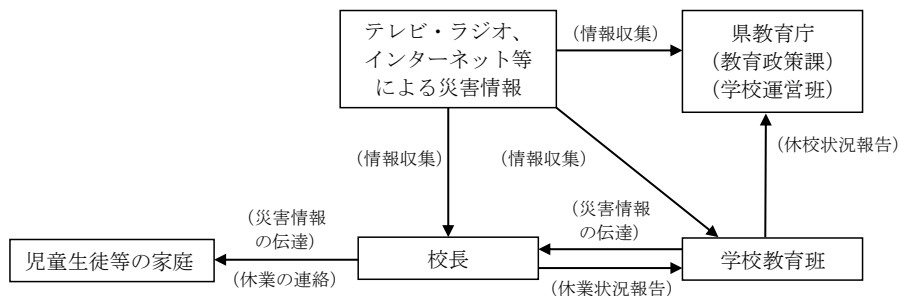 テレビ・ラジオ、
インターネット等
による災害情報
(情報収集)
県教育庁
(教育政策課)
(学校運営班)
(情報収集)
(情報収集)
(休校状況報告)
(災害情報
の伝達)
(災害情報
の伝達)
児童生徒等の家庭
校長
学校教育班
(休業の連絡)
(休業状況報告)